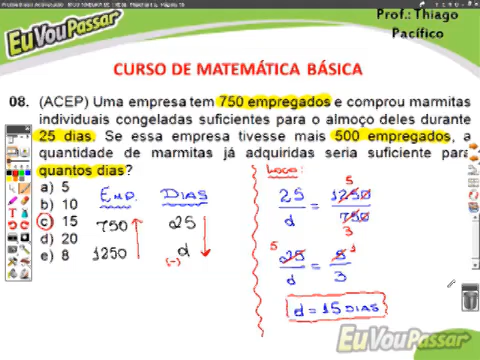 Prof.: Thiago
Pacífico
EuVouPassar
CURSO DE MATEMÁTICA BÁSICA
08. (ACEP) Uma empresa tem 750 empregados e comprou marmitas
individuais congeladas suficientes para o almoço deles durante
25 dias. Se essa empresa tivesse mais 500 empregados, a
quantidade de marmitas já adquiridas seria suficiente para
quantos dias?
a) 5
b) 10
c) 15
d) 20
e) 8
EMP. DIAS
750 25
1250 d
(-)
LOGO:
25/d = 1250/750
5
3
25/d = 5/3
5
1
d = 15 DIAS
EuVouPassar